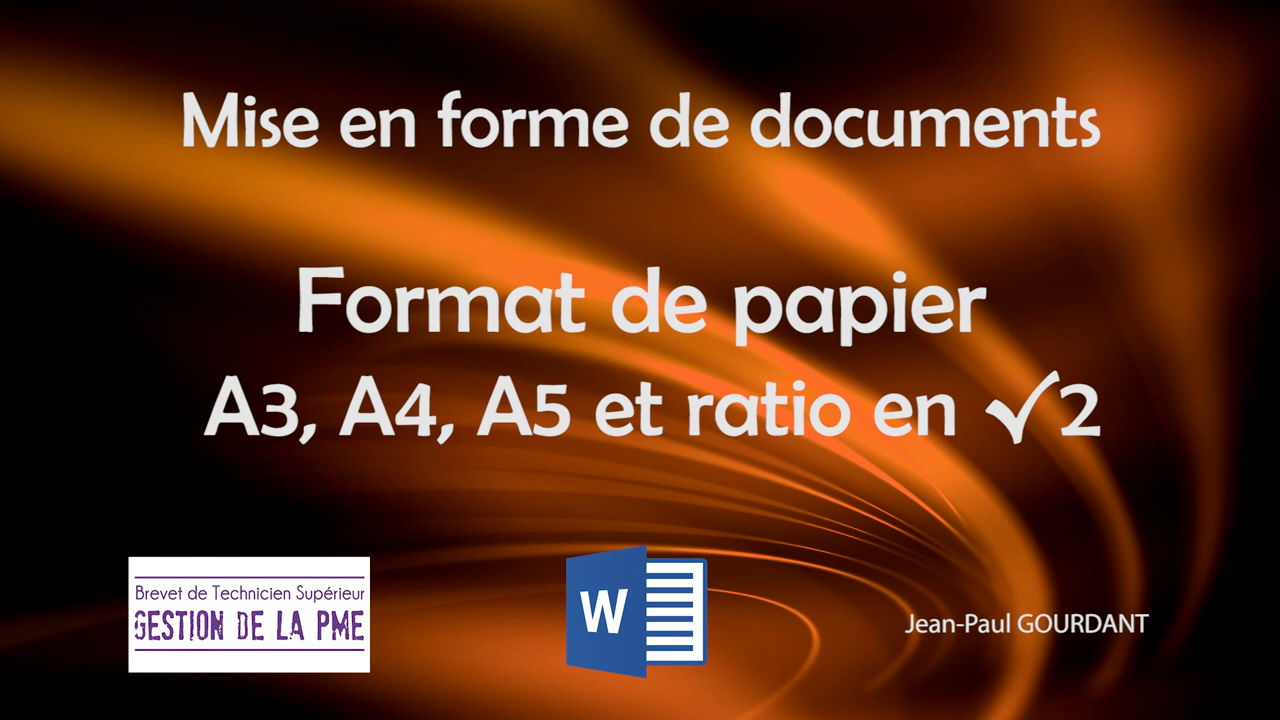 Mise en forme de documents
Format de papier
A3, A4, A5 et ratio en √2
Brevet de Technicien Supérieur
GESTION DE LA PME
W
Jean-Paul GOURDANT